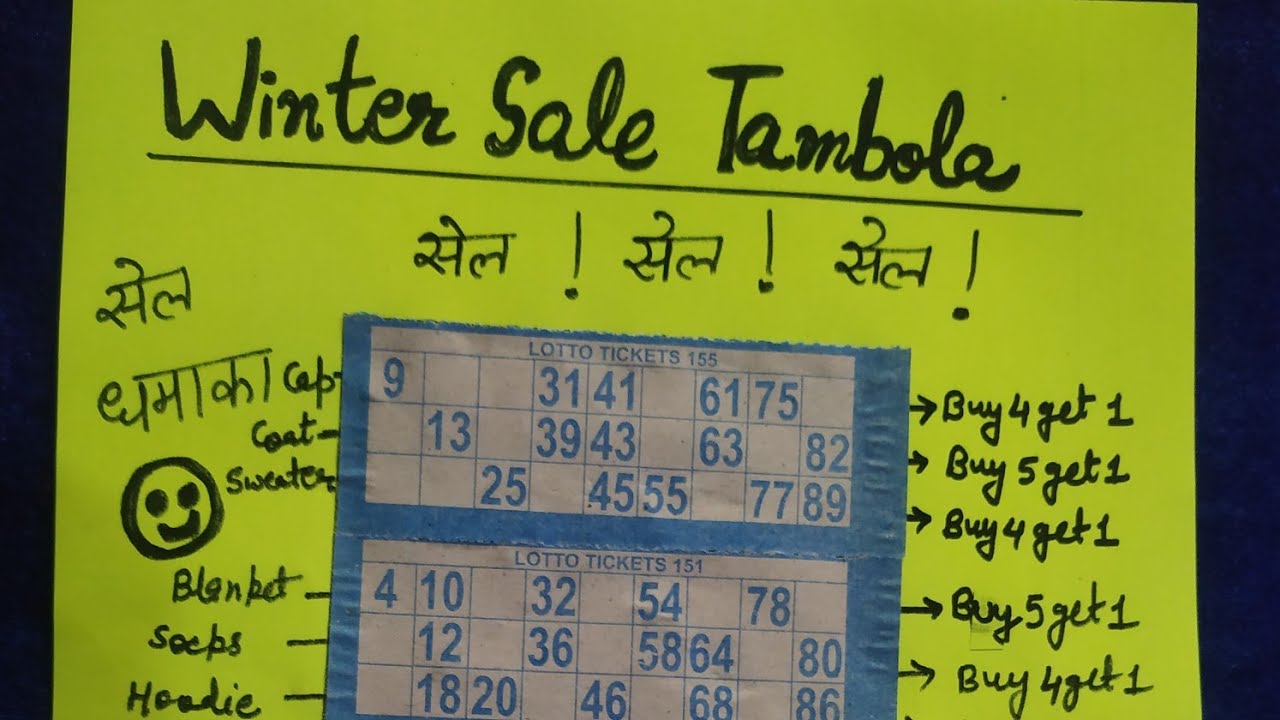 Winter Sale Tambola
सेल ! सेल ! सेल !
सेल
धमाका
LOTTO TICKETS 155
Cap- 9 31 41 61 75 → Buy 4 get 1
Coat- 13 39 43 63 82 → Buy 5 get 1
Sweater 25 45 55 77 89 → Buy 4 get 1
LOTTO TICKETS 151
Blanket - 4 10 32 54 78 → Buy 5 get 1
Socks - 12 36 58 64 80 → Buy 4 get 1
Hoodie - 18 20 46 68 86